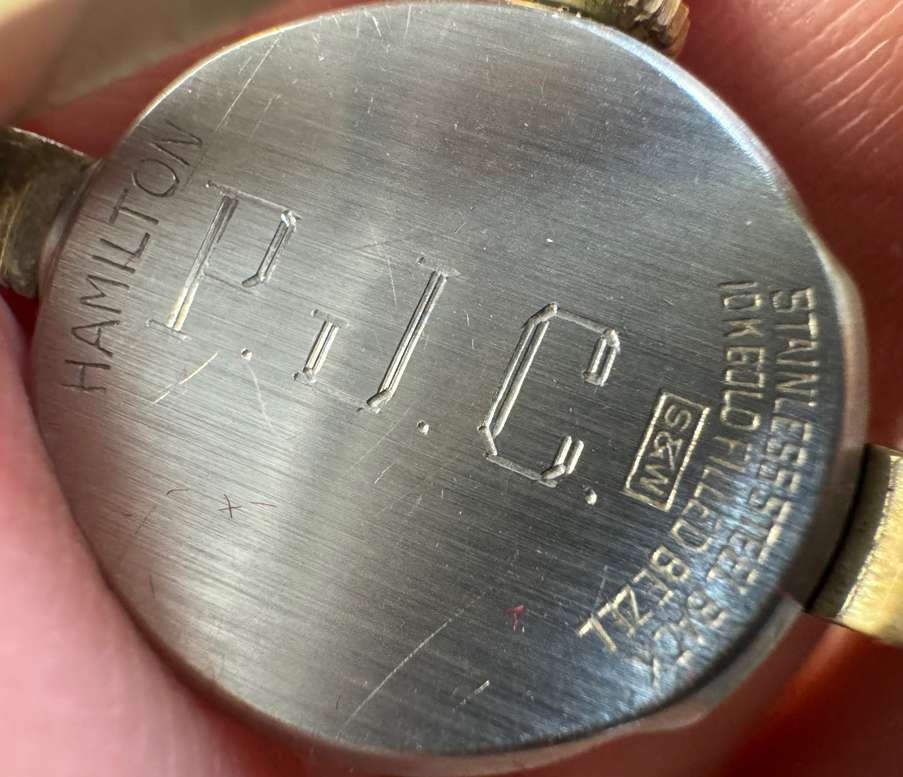 HAMILTON
P.J.C.
S&W
10K GOLD FILLED BEZEL
STAINLESS STEEL BACK